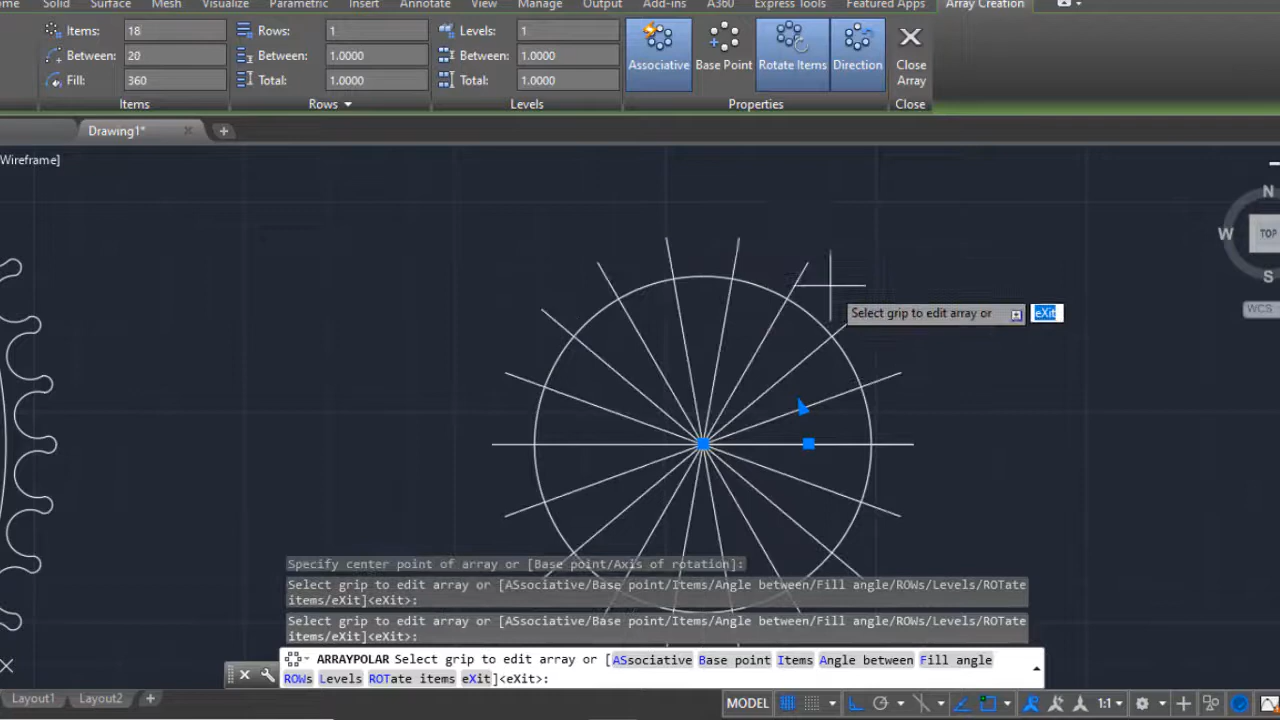 ome Solid Surface Mesh Visualize Parametric Insert Annotate View Manage Output Add-ins A360 Express Tools Featured Apps Array Creation
Items: 18 Rows: 1 Levels: 1
Between: 20 Between: 1.0000 Between: 1.0000
Fill: 360 Total: 1.0000 Total: 1.0000
Associative Base Point Rotate Items Direction Close Array
Items Rows Levels Properties Close
Drawing1*
Wireframe]
N
W TOP
S
WCS
Select grip to edit array or eXit
Specify center point of array or [Base point/Axis of rotation]:
Select grip to edit array or [ASsociative/Base point/Items/Angle between/Fill angle/ROWs/Levels/ROTate
items/eXit]<eXit>:
Select grip to edit array or [ASsociative/Base point/Items/Angle between/Fill angle/ROWs/Levels/ROTate
items/eXit]<eXit>:
ARRAYPOLAR Select grip to edit array or [ASsociative Base point Items Angle between Fill angle
ROWs Levels ROTate items eXit]<eXit>:
Layout1 Layout2 + MODEL 1:1